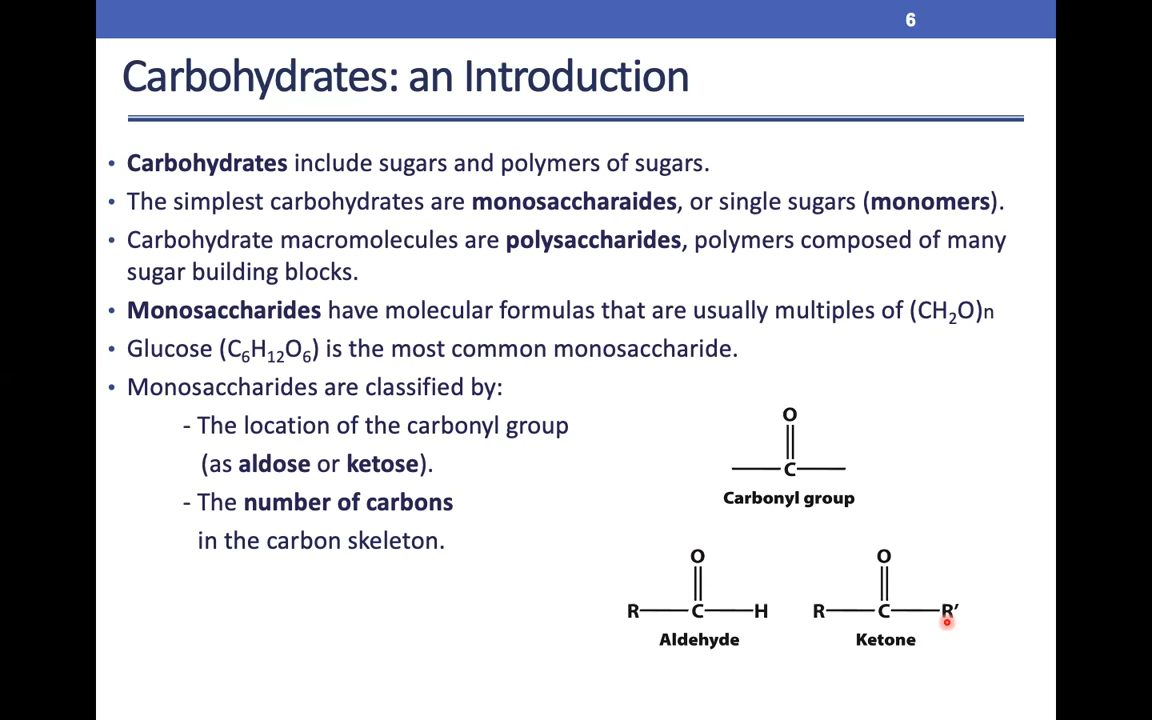 6
Carbohydrates: an Introduction
• Carbohydrates include sugars and polymers of sugars.
• The simplest carbohydrates are monosaccharaides, or single sugars (monomers).
• Carbohydrate macromolecules are polysaccharides, polymers composed of many
sugar building blocks.
• Monosaccharides have molecular formulas that are usually multiples of (CH₂O)n
• Glucose (C₆H₁₂O₆) is the most common monosaccharide.
• Monosaccharides are classified by:
- The location of the carbonyl group
(as aldose or ketose).
- The number of carbons
in the carbon skeleton.
O
C
Carbonyl group
O
R C H
Aldehyde
O
R C R′
Ketone